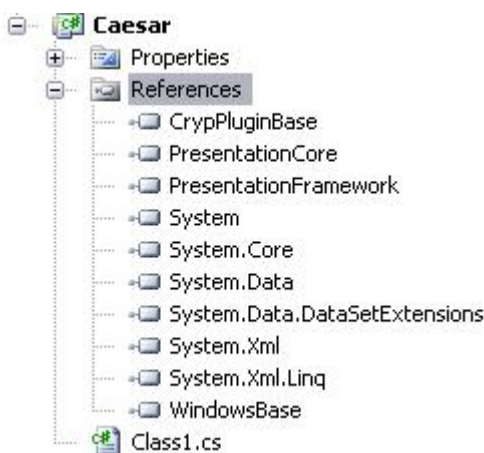 Caesar
Properties
References
CrypPluginBase
PresentationCore
PresentationFramework
System
System.Core
System.Data
System.Data.DataSetExtensions
System.Xml
System.Xml.Linq
WindowsBase
Class1.cs